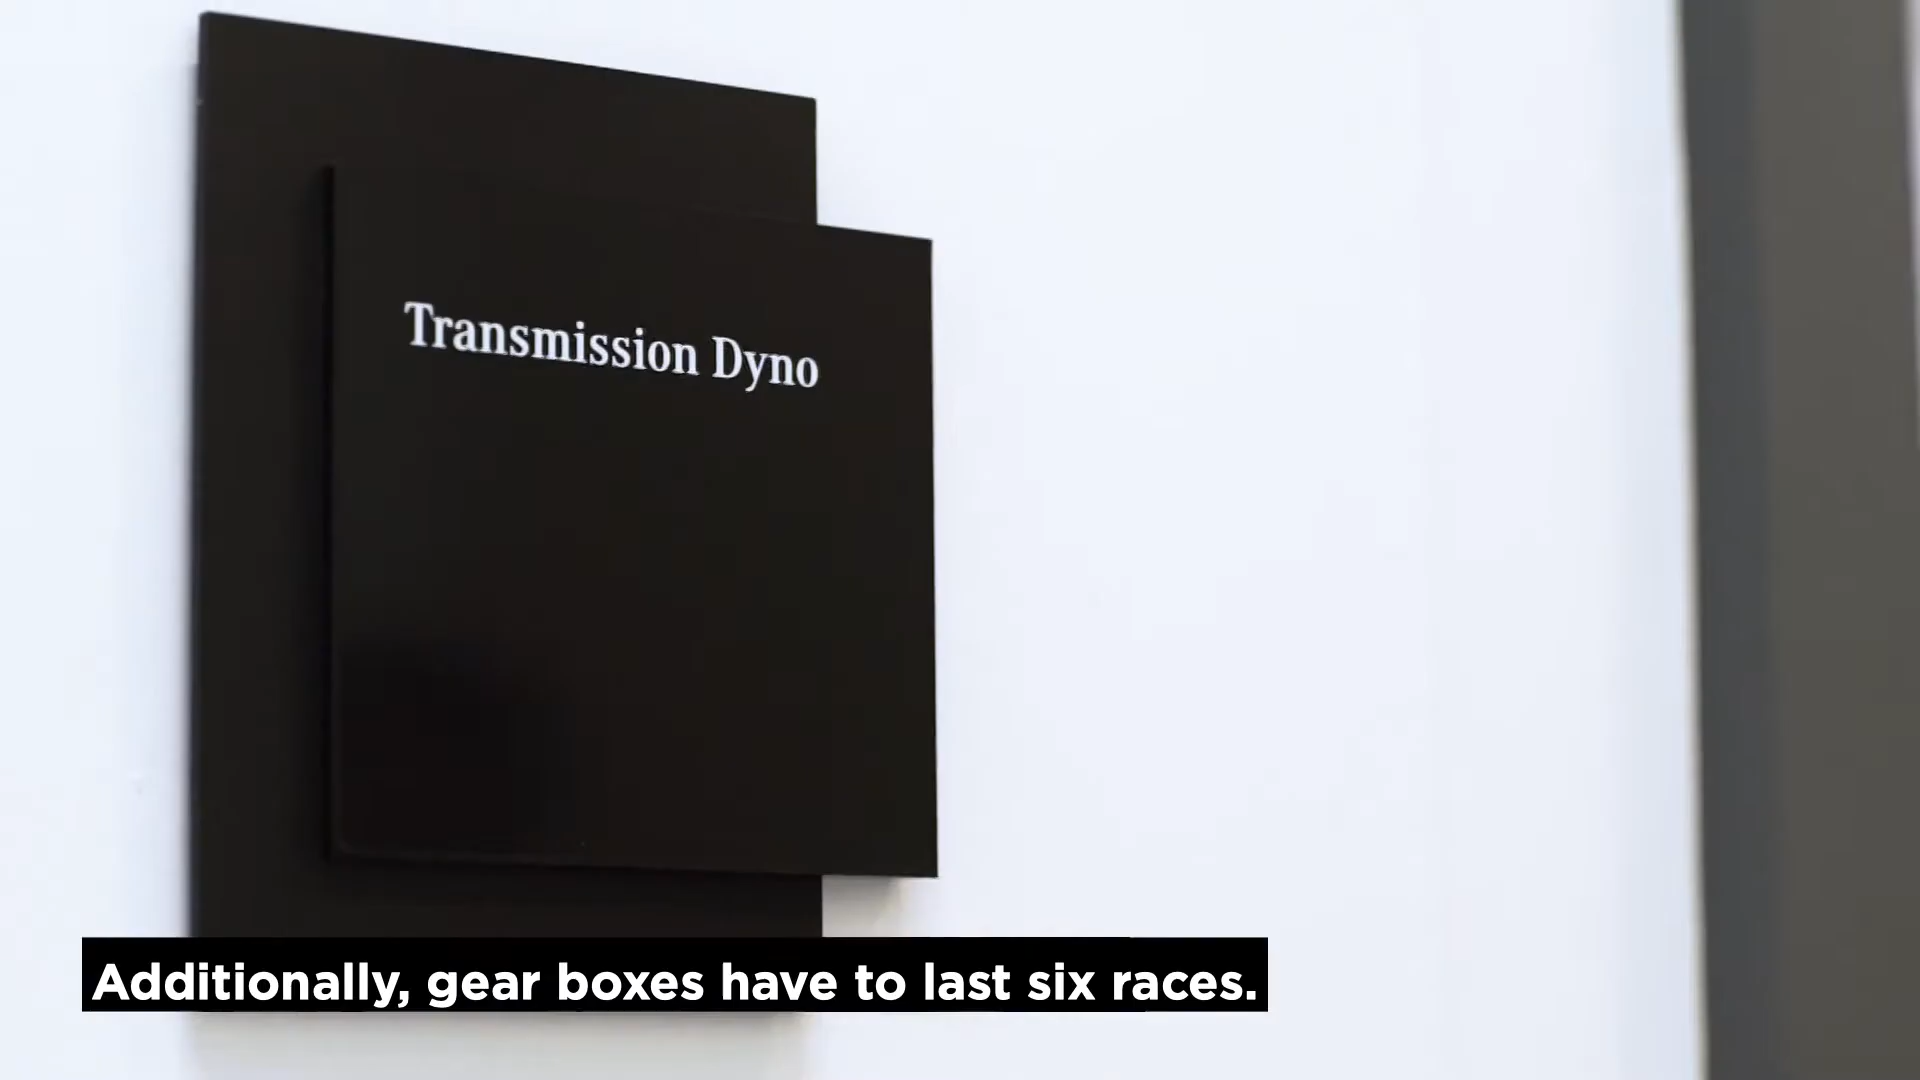 Transmission Dyno
Additionally, gear boxes have to last six races.